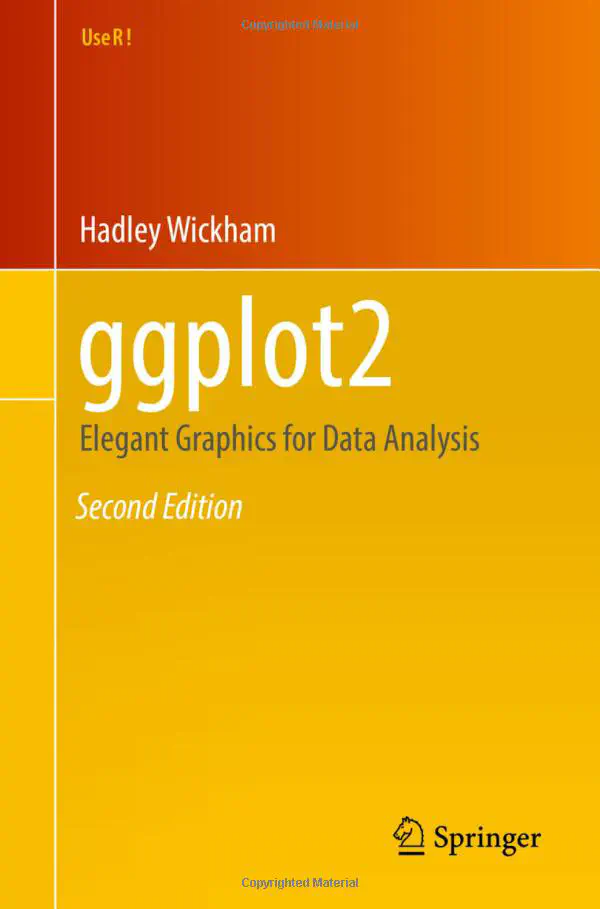 Copyrighted Material
Use R !
Hadley Wickham
ggplot2
Elegant Graphics for Data Analysis
Second Edition
Springer
Copyrighted Material